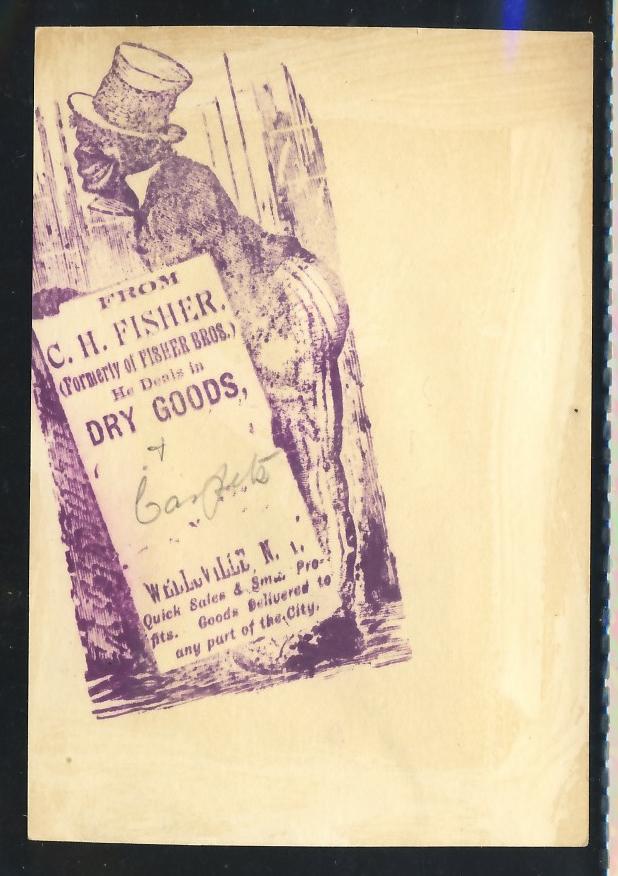 FROM
C. H. FISHER.
(Formerly of FISHER BROS.)
He Deals in
DRY GOODS,
+
Carpets
WELLSVILLE, N. Y.
Quick Sales & Small Pro-
fits. Goods Delivered to
any part of the City.